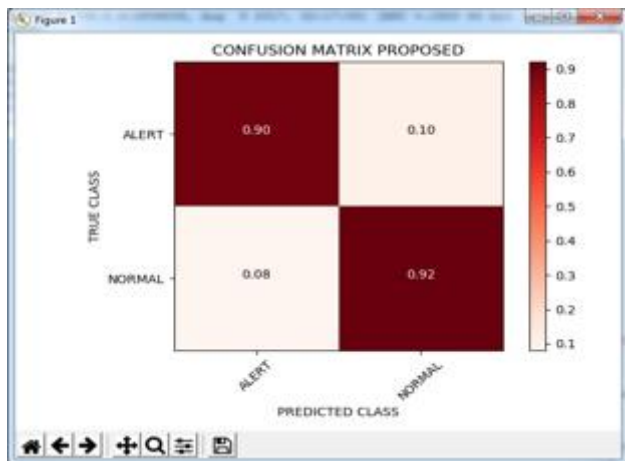 Figure 1
CONFUSION MATRIX PROPOSED
ALERT
0.90
0.10
NORMAL
0.08
0.92
TRUE CLASS
ALERT
NORMAL
PREDICTED CLASS
0.9
0.8
0.7
0.6
0.5
0.4
0.3
0.2
0.1